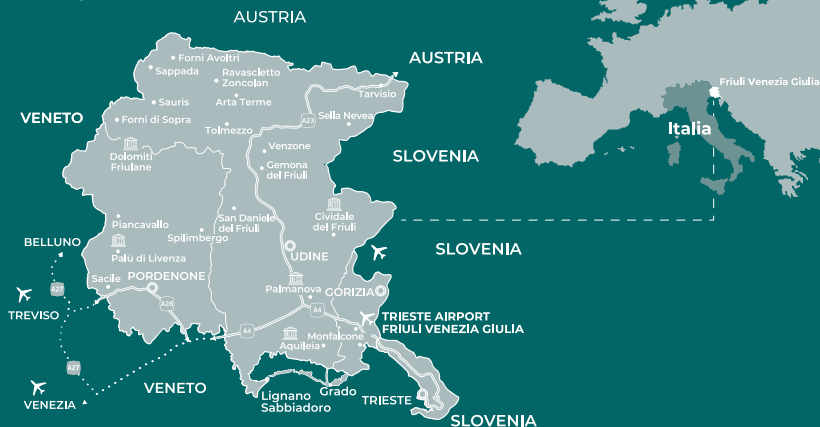 AUSTRIA
Forni Avoltri
Sappada
Ravascletto
Zoncolan
AUSTRIA
Tarvisio
Friuli Venezia Giulia
VENETO
Sauris
Arta Terme
Sella Nevea
Forni di Sopra
Tolmezzo
A23
Italia
Dolomiti
Friulane
Venzone
Gemona
del Friuli
SLOVENIA
Piancavallo
San Daniele
del Friuli
Cividale
del Friuli
Spilimbergo
BELLUNO
Palù di Livenza
UDINE
SLOVENIA
Sacile
PORDENONE
A27
TREVISO
A28
Palmanova
GORIZIA
A4
TRIESTE AIRPORT
FRIULI VENEZIA GIULIA
A4
Aquileia
Monfalcone
A27
VENEZIA
VENETO
Lignano
Sabbiadoro
Grado
TRIESTE
SLOVENIA